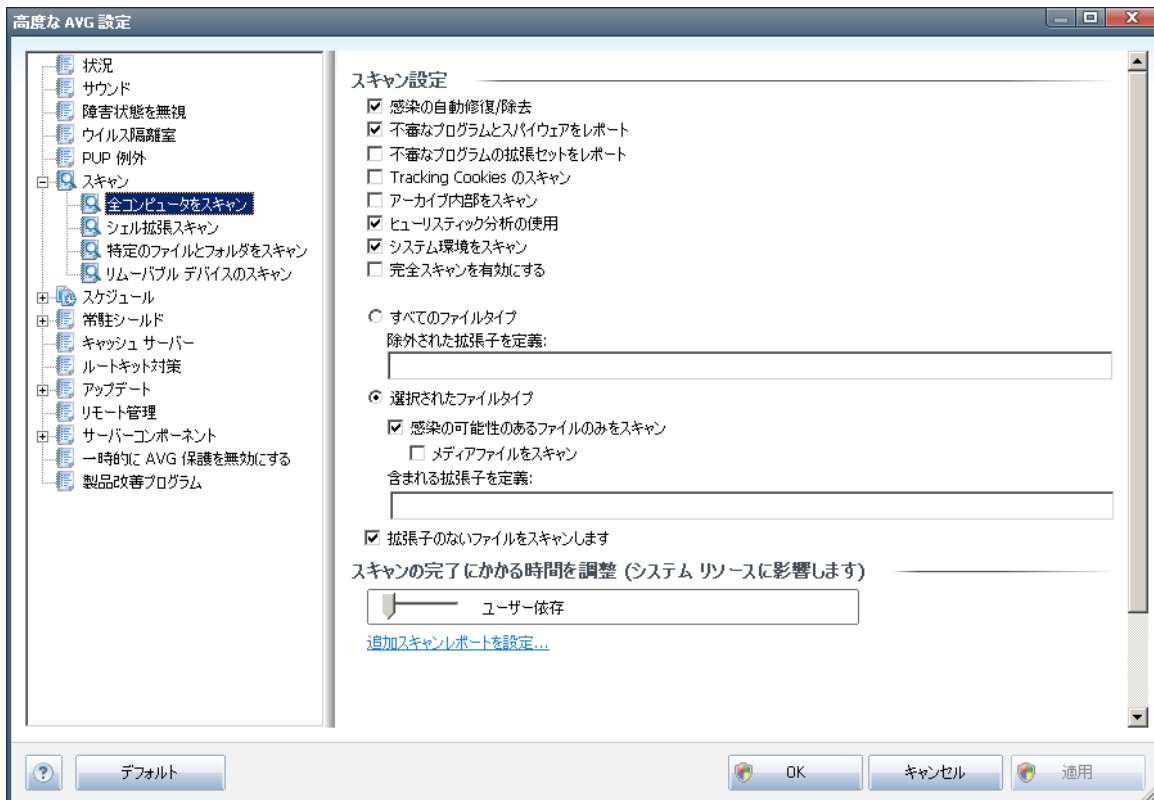 高度な AVG 設定
状況
サウンド
障害状態を無視
ウイルス隔離室
PUP 例外
スキャン
全コンピュータをスキャン
シェル拡張スキャン
特定のファイルとフォルダをスキャン
リムーバブル デバイスのスキャン
スケジュール
常駐シールド
キャッシュ サーバー
ルートキット対策
アップデート
リモート管理
サーバーコンポーネント
一時的に AVG 保護を無効にする
製品改善プログラム
スキャン設定
感染の自動修復/除去
不審なプログラムとスパイウェアをレポート
不審なプログラムの拡張セットをレポート
Tracking Cookies のスキャン
アーカイブ内部をスキャン
ヒューリスティック分析の使用
システム環境をスキャン
完全スキャンを有効にする
すべてのファイルタイプ
除外された拡張子を定義:
選択されたファイルタイプ
感染の可能性のあるファイルのみをスキャン
メディアファイルをスキャン
含まれる拡張子を定義:
拡張子のないファイルをスキャンします
スキャンの完了にかかる時間を調整 (システム リソースに影響します)
ユーザー依存
追加スキャンレポートを設定...
?
デフォルト
OK
キャンセル
適用